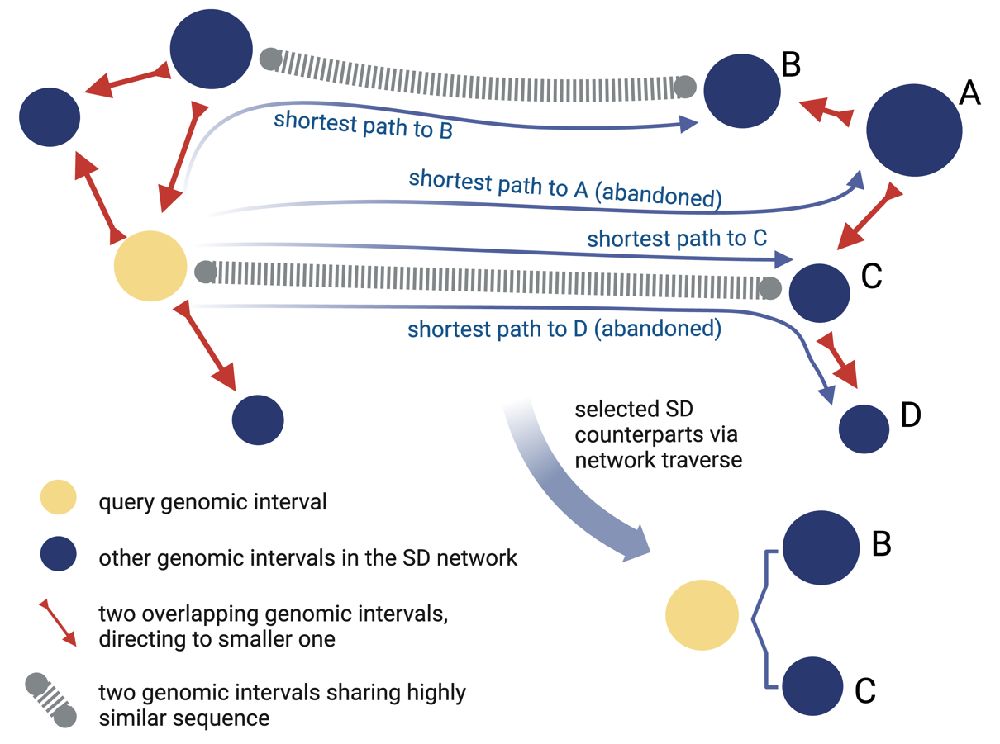 B
A
shortest path to B
shortest path to A (abandoned)
shortest path to C
C
shortest path to D (abandoned)
selected SD
counterparts via
network traverse
D
query genomic interval
other genomic intervals in the SD network
two overlapping genomic intervals,
directing to smaller one
two genomic intervals sharing highly
similar sequence
B
C